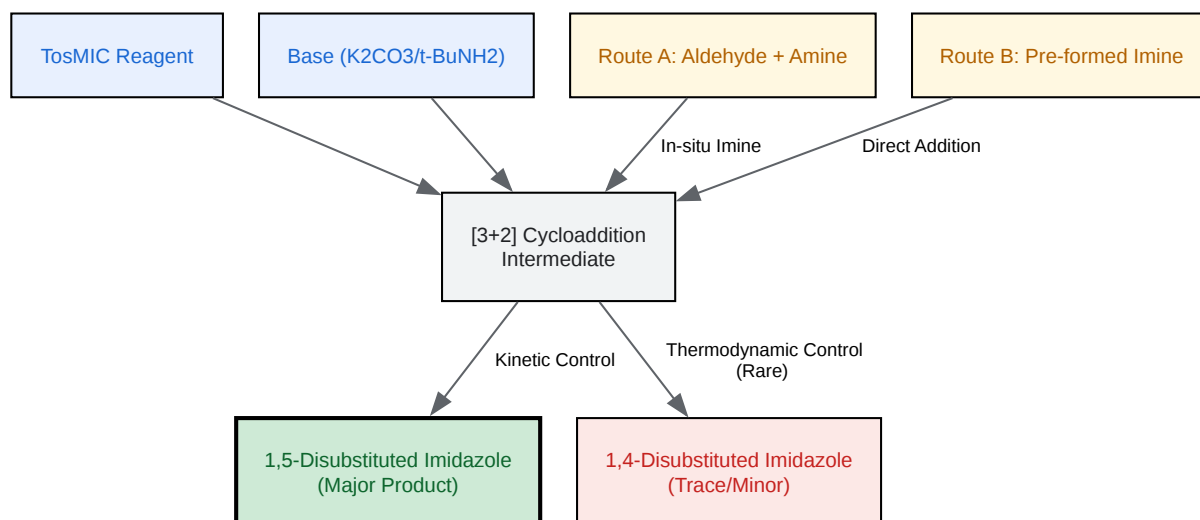 TosMIC Reagent
Base (K2CO3/t-BuNH2)
Route A: Aldehyde + Amine
Route B: Pre-formed Imine
In-situ Imine
Direct Addition
[3+2] Cycloaddition
Intermediate
Kinetic Control
Thermodynamic Control
(Rare)
1,5-Disubstituted Imidazole
(Major Product)
1,4-Disubstituted Imidazole
(Trace/Minor)